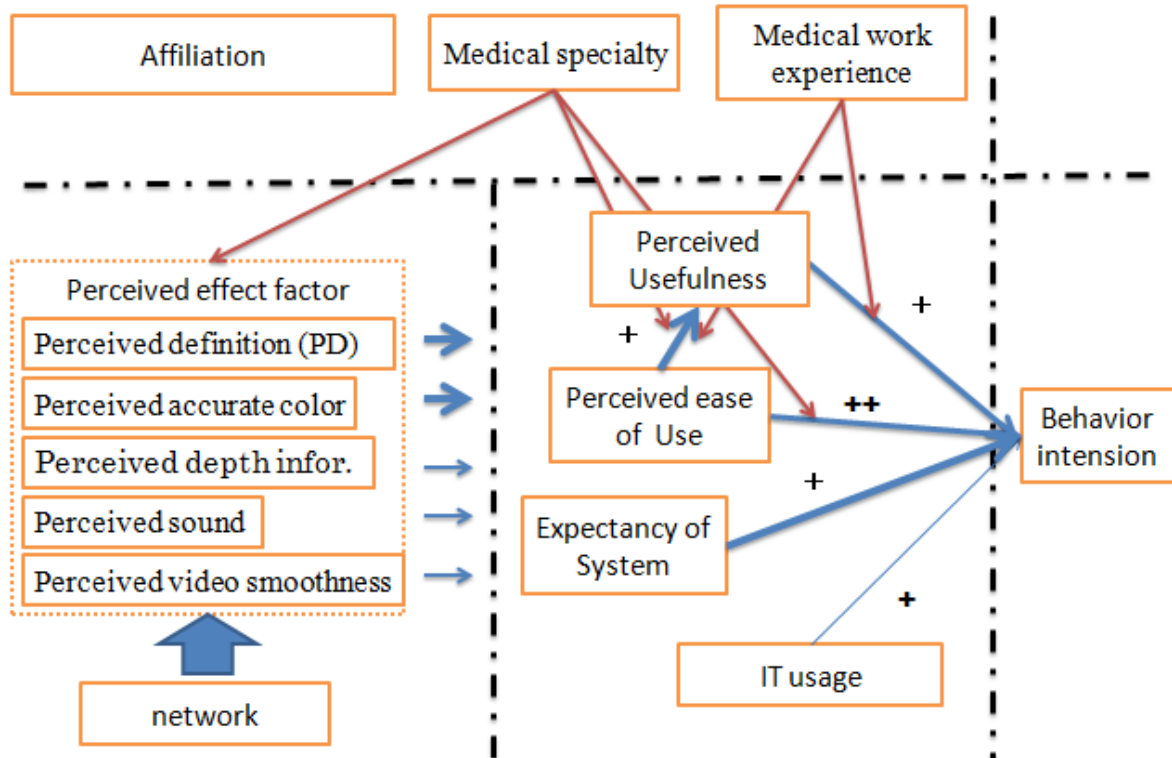 Affiliation
Medical specialty
Medical work
experience
Perceived effect factor
Perceived definition (PD)
Perceived accurate color
Perceived depth infor.
Perceived sound
Perceived video smoothness
network
Perceived
Usefulness
+
+
Perceived ease
of Use
++
+
Expectancy of
System
+
IT usage
Behavior
intension